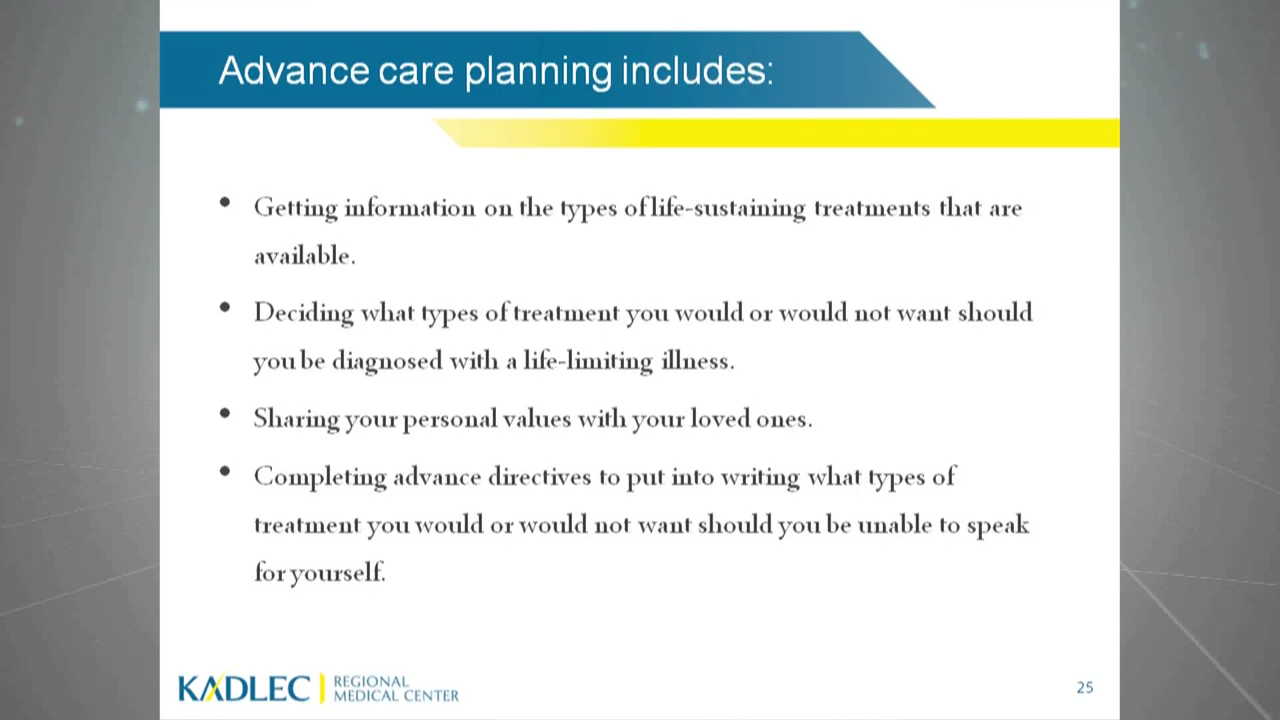 Advance care planning includes:
• Getting information on the types of life-sustaining treatments that are
available.
• Deciding what types of treatment you would or would not want should
you be diagnosed with a life-limiting illness.
• Sharing your personal values with your loved ones.
• Completing advance directives to put into writing what types of
treatment you would or would not want should you be unable to speak
for yourself.
KADLEC
REGIONAL
MEDICAL CENTER
25